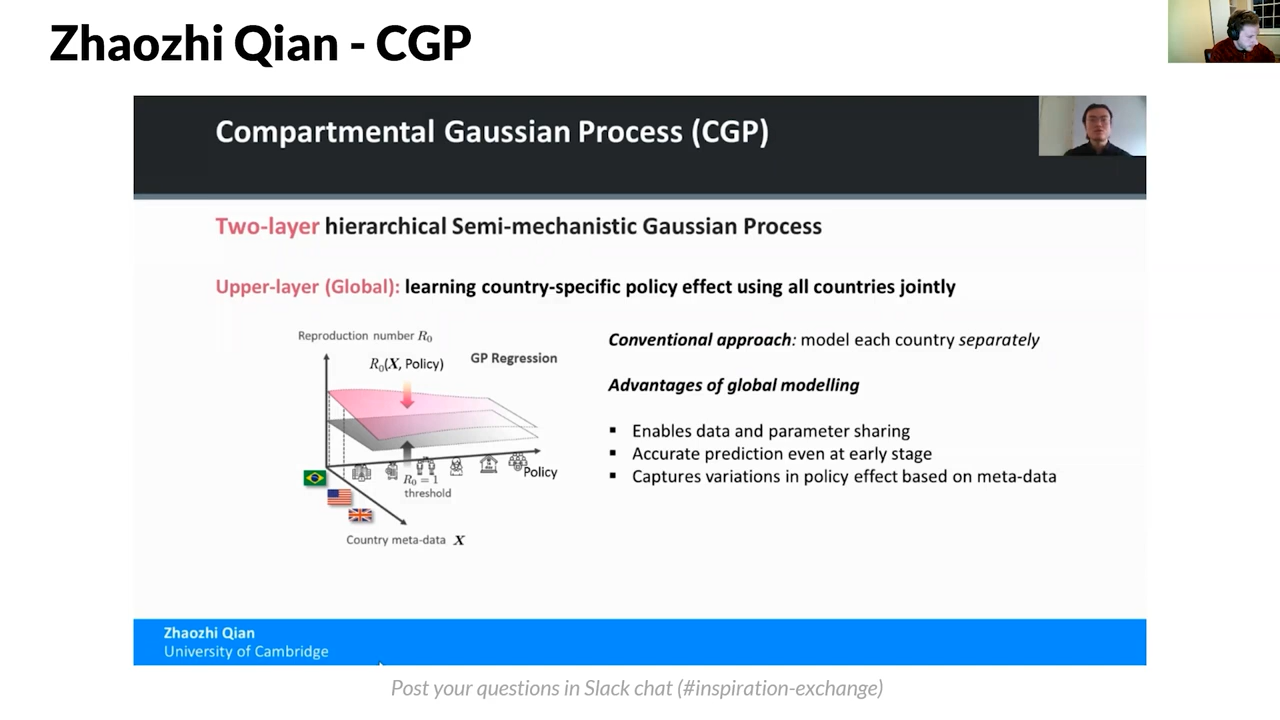 Zhaozhi Qian - CGP
Compartmental Gaussian Process (CGP)
Two-layer hierarchical Semi-mechanistic Gaussian Process
Upper-layer (Global): learning country-specific policy effect using all countries jointly
Reproduction number R₀
R₀(X, Policy)
GP Regression
Policy
R₀ = 1
threshold
Country meta-data X
Conventional approach: model each country separately
Advantages of global modelling
▪ Enables data and parameter sharing
▪ Accurate prediction even at early stage
▪ Captures variations in policy effect based on meta-data
Zhaozhi Qian
University of Cambridge
Post your questions in Slack chat (#inspiration-exchange)